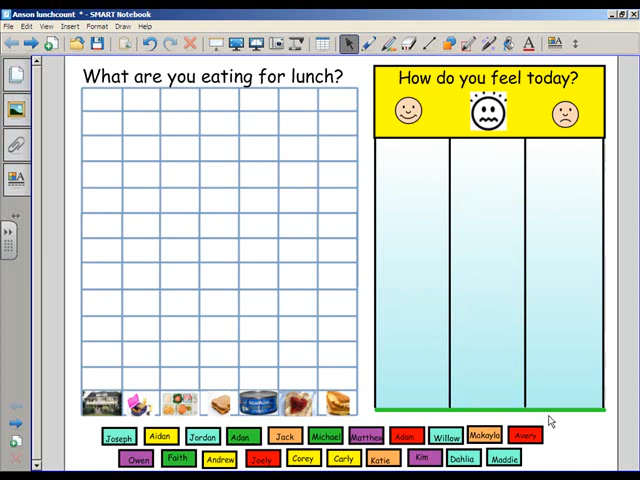 Anson lunchcount * - SMART Notebook
File Edit View Insert Format Draw Help
What are you eating for lunch?
How do you feel today?
Joseph Aidan Jordan Adan Jack Michael Matthew Adam Willow Makayla Avery
Owen Faith Andrew Joely Corey Carly Katie Kim Dahlia Maddie